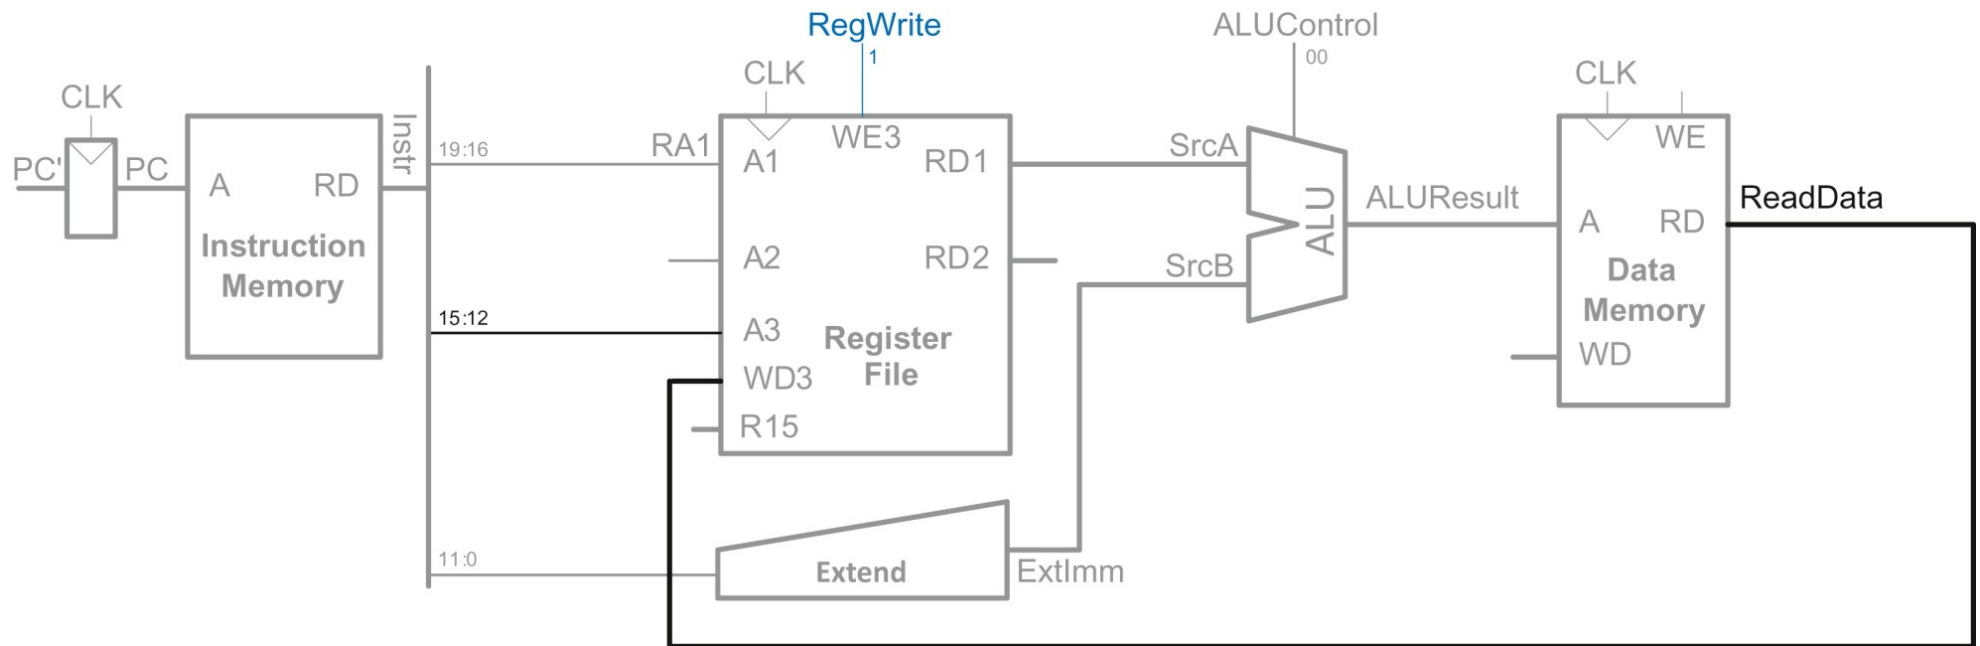 RegWrite
1
ALUControl
00
CLK
CLK
CLK
PC'
PC
A
RD
Instruction
Memory
Instr
19:16
RA1
A1
WE3
RD1
SrcA
A2
RD2
SrcB
15:12
A3
WD3
R15
Register
File
ALU
ALUResult
WE
A
RD
Data
Memory
WD
ReadData
11:0
Extend
ExtImm